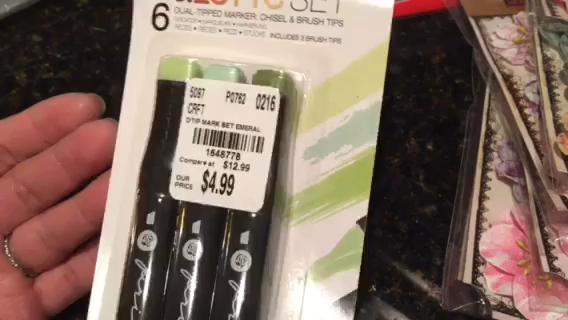 SET
6
DUAL-TIPPED MARKER: CHISEL & BRUSH TIPS
INCLUDES 3 BRUSH TIPS
5097
P0762
0216
CRFT
DTIP MARK SET EMERAL
1648778
Compare at $12.99
OUR
PRICE
$4.99